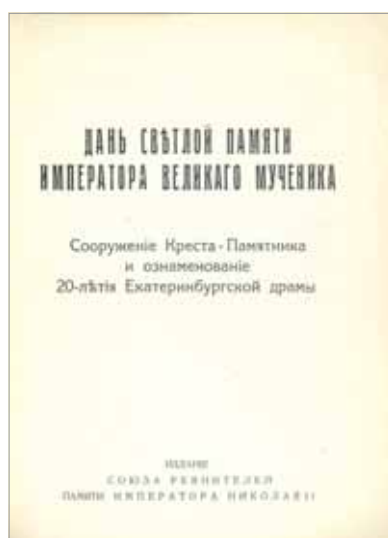 ДАНЬ СВѢТЛОЙ ПАМЯТИ
ИМПЕРАТОРА ВЕЛИКАГО МУЧЕНИКА
Сооруженіе Креста-Памятника
и ознаменованіе
20-лѣтія Екатеринбургской драмы
ИЗДАНІЕ
СОЮЗА РЕВНИТЕЛЕЙ
ПАМЯТИ ИМПЕРАТОРА НИКОЛАЯ II